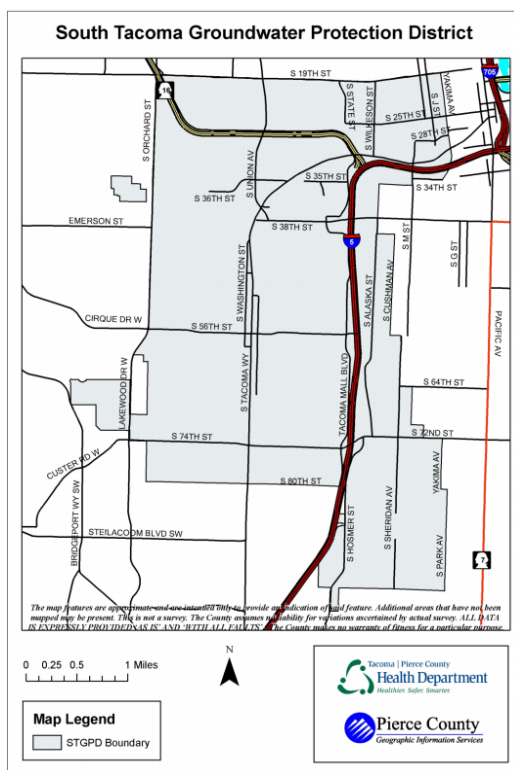 South Tacoma Groundwater Protection District
S 19TH ST
16
705
S ORCHARD ST
S STATE ST
S WILKESON ST
S J ST
YAKIMA AV
S 25TH ST
S 28TH ST
S UNION AV
S 35TH ST
S 36TH ST
S 34TH ST
EMERSON ST
S 38TH ST
S M ST
S G ST
5
S WASHINGTON ST
S ALASKA ST
S CUSHMAN AV
PACIFIC AV
CIRQUE DR W
S 56TH ST
LAKEWOOD DR W
S TACOMA WY
TACOMA MALL BLVD
S 64TH ST
S 74TH ST
S 72ND ST
CUSTER RD W
YAKIMA AV
S 80TH ST
BRIDGEPORT WY SW
STEILACOOM BLVD SW
S HOSMER ST
S SHERIDAN AV
S PARK AV
7
The map features are approximate and are intended only to provide an indication of said feature. Additional areas that have not been
mapped may be present. This is not a survey. The County assumes no liability for variations ascertained by actual survey. ALL DATA
IS EXPRESSLY PROVIDED 'AS IS' AND 'WITH ALL FAULTS'. The County makes no warranty of fitness for a particular purpose.
0 0.25 0.5 1 Miles
N
Tacoma | Pierce County
Health Department
Healthier. Safer. Smarter.
Map Legend
STGPD Boundary
Pierce County
Geographic Information Services